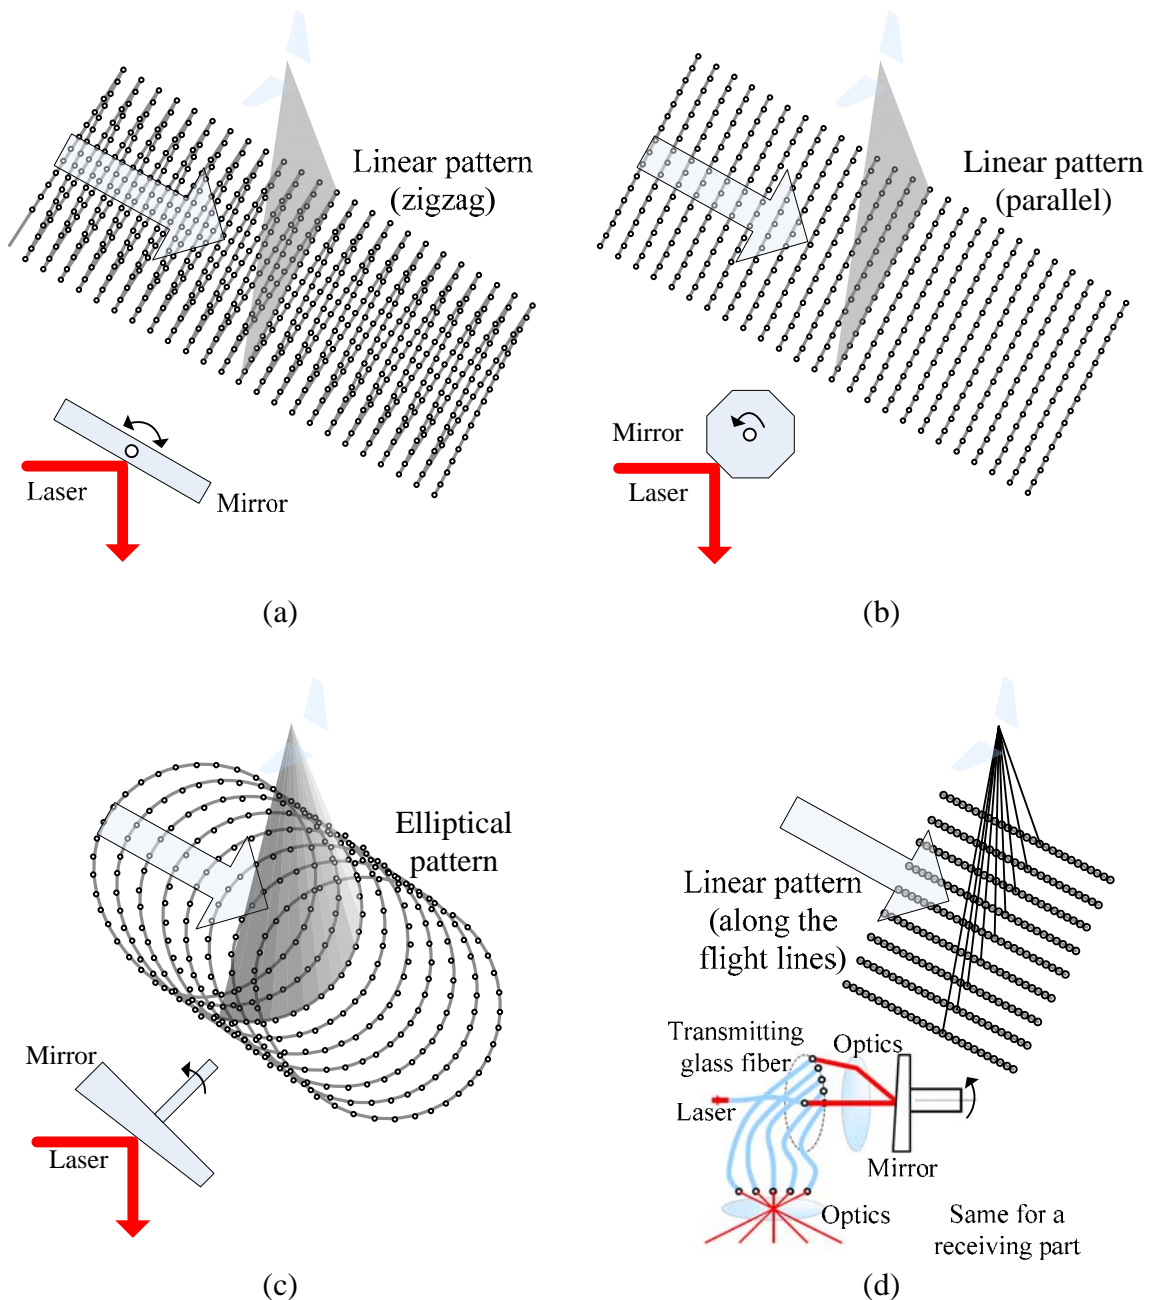 Linear pattern
(zigzag)
Laser
Mirror
(a)
Linear pattern
(parallel)
Mirror
Laser
(b)
Elliptical
pattern
Mirror
Laser
(c)
Linear pattern
(along the
flight lines)
Transmitting
glass fiber
Optics
Laser
Mirror
Optics
Same for a
receiving part
(d)